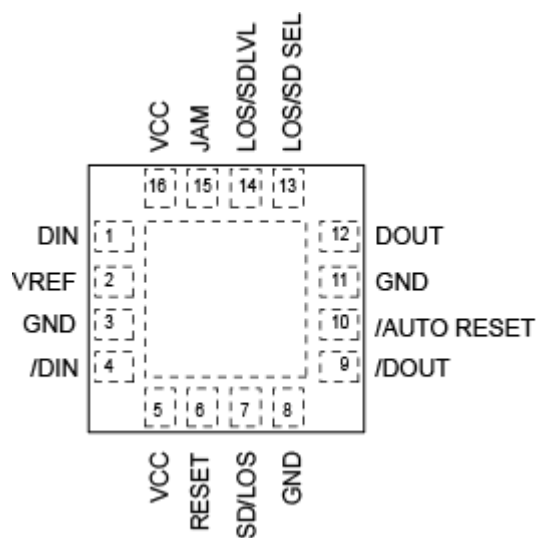 VCC
JAM
LOS/SDLVL
LOS/SD SEL
16 15 14 13
DIN 1 12 DOUT
VREF 2 11 GND
GND 3 10 /AUTO RESET
/DIN 4 9 /DOUT
5 6 7 8
VCC
RESET
SD/LOS
GND